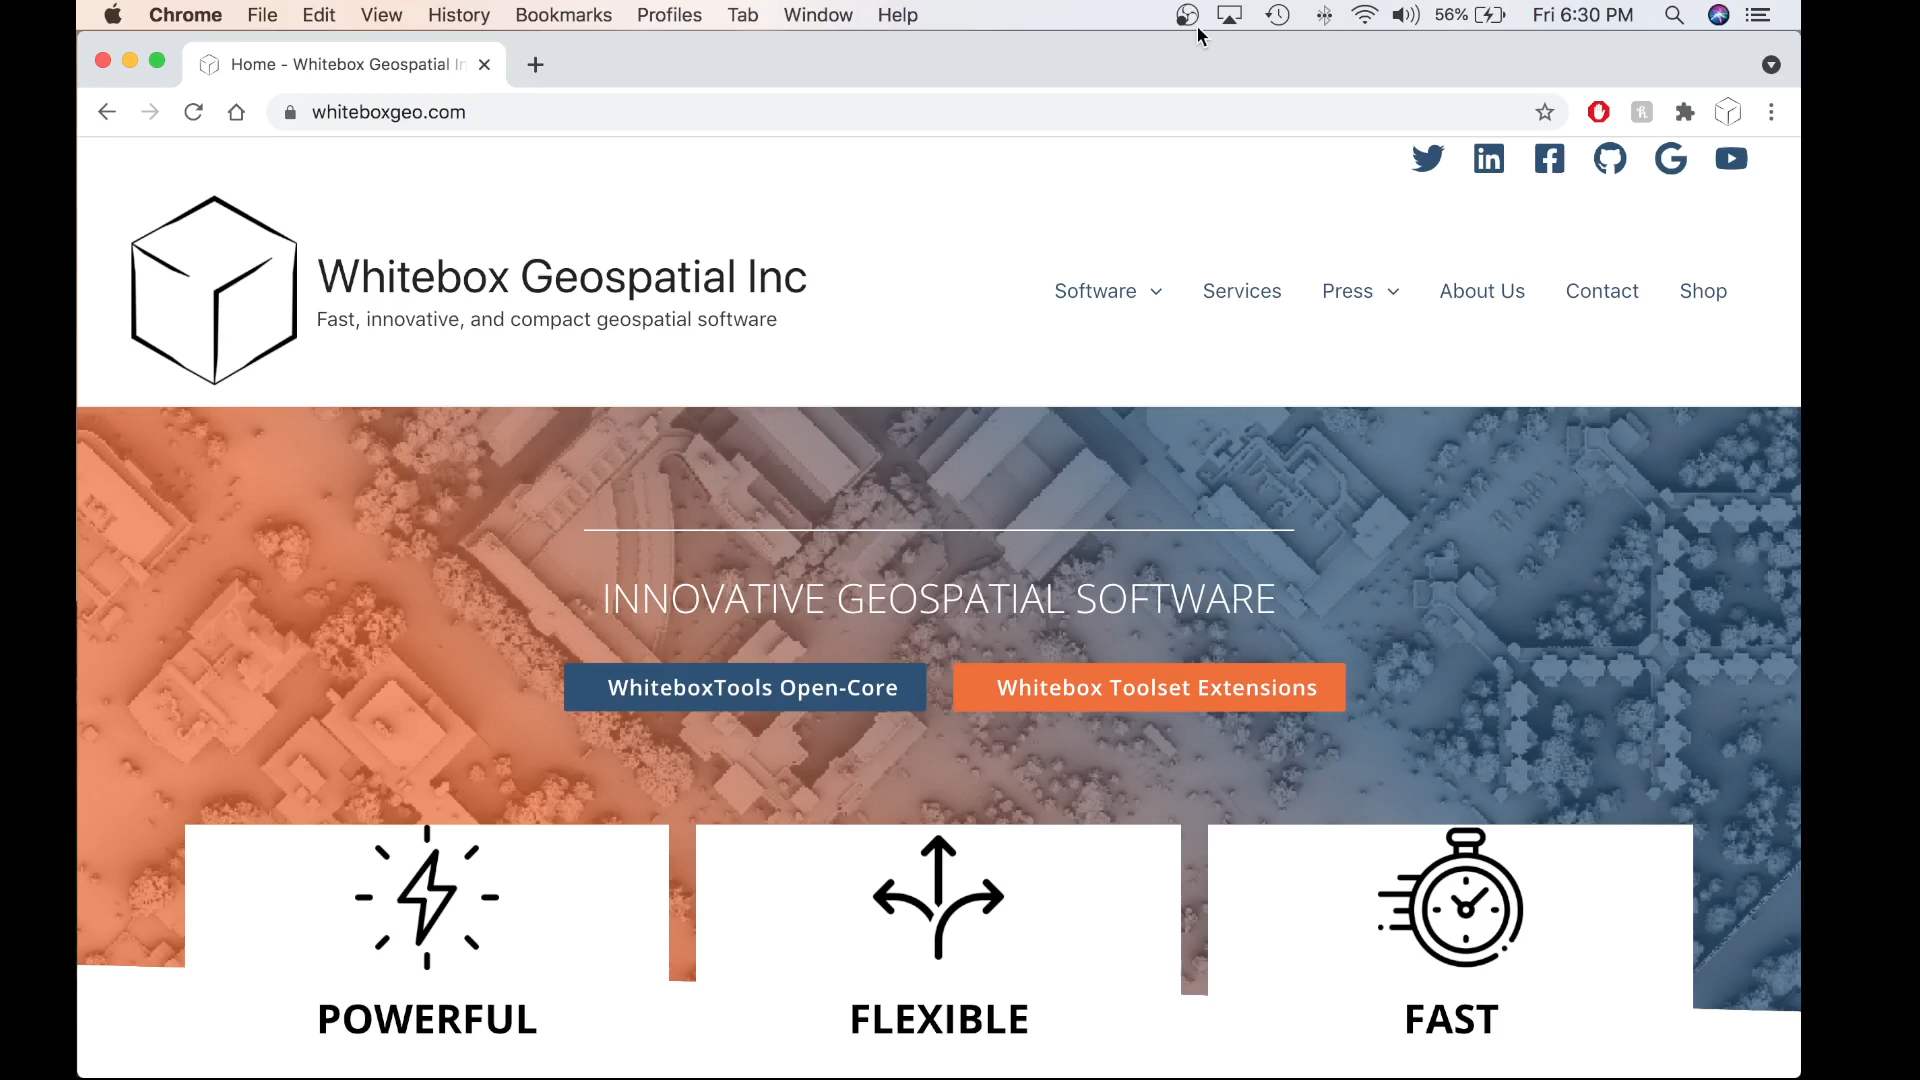 Chrome File Edit View History Bookmarks Profiles Tab Window Help 56% Fri 6:30 PM
Home - Whitebox Geospatial In
whiteboxgeo.com
Whitebox Geospatial Inc
Fast, innovative, and compact geospatial software
Software Services Press About Us Contact Shop
INNOVATIVE GEOSPATIAL SOFTWARE
WhiteboxTools Open-Core Whitebox Toolset Extensions
POWERFUL FLEXIBLE FAST